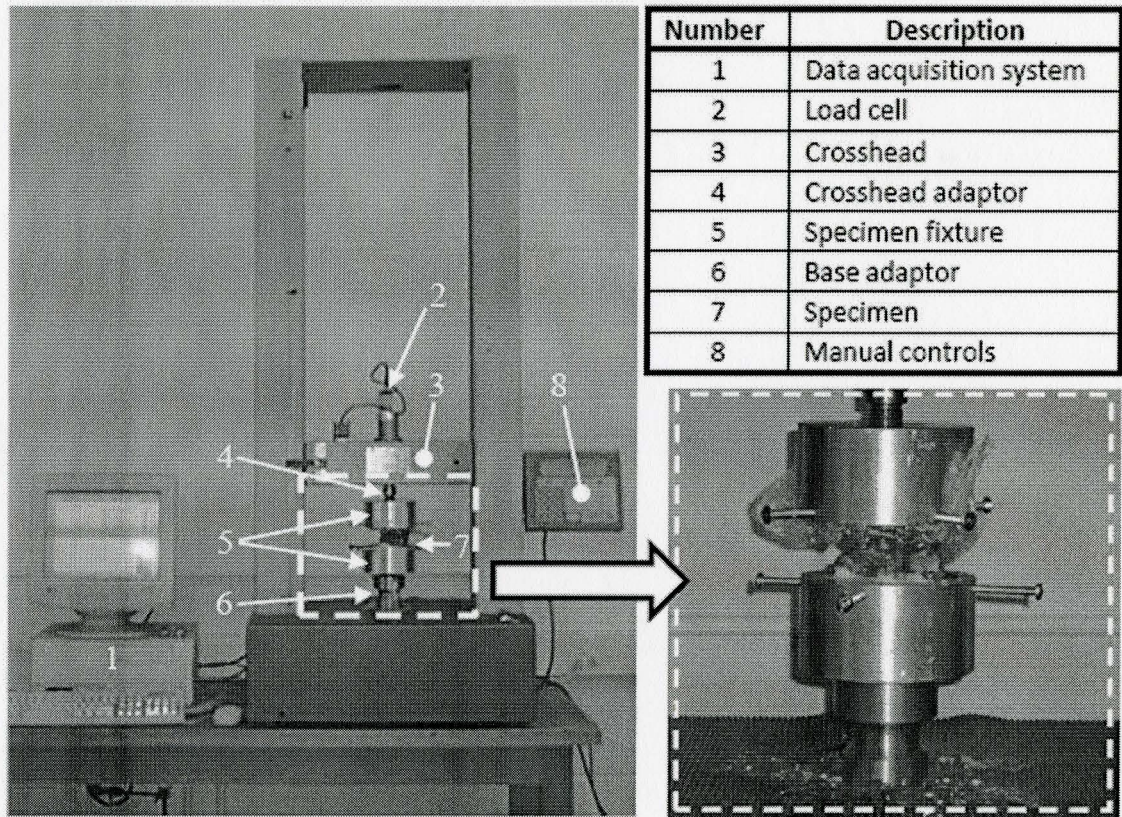 Number Description
1 Data acquisition system
2 Load cell
3 Crosshead
4 Crosshead adaptor
5 Specimen fixture
6 Base adaptor
7 Specimen
8 Manual controls
2
3
8
4
5
7
6
1